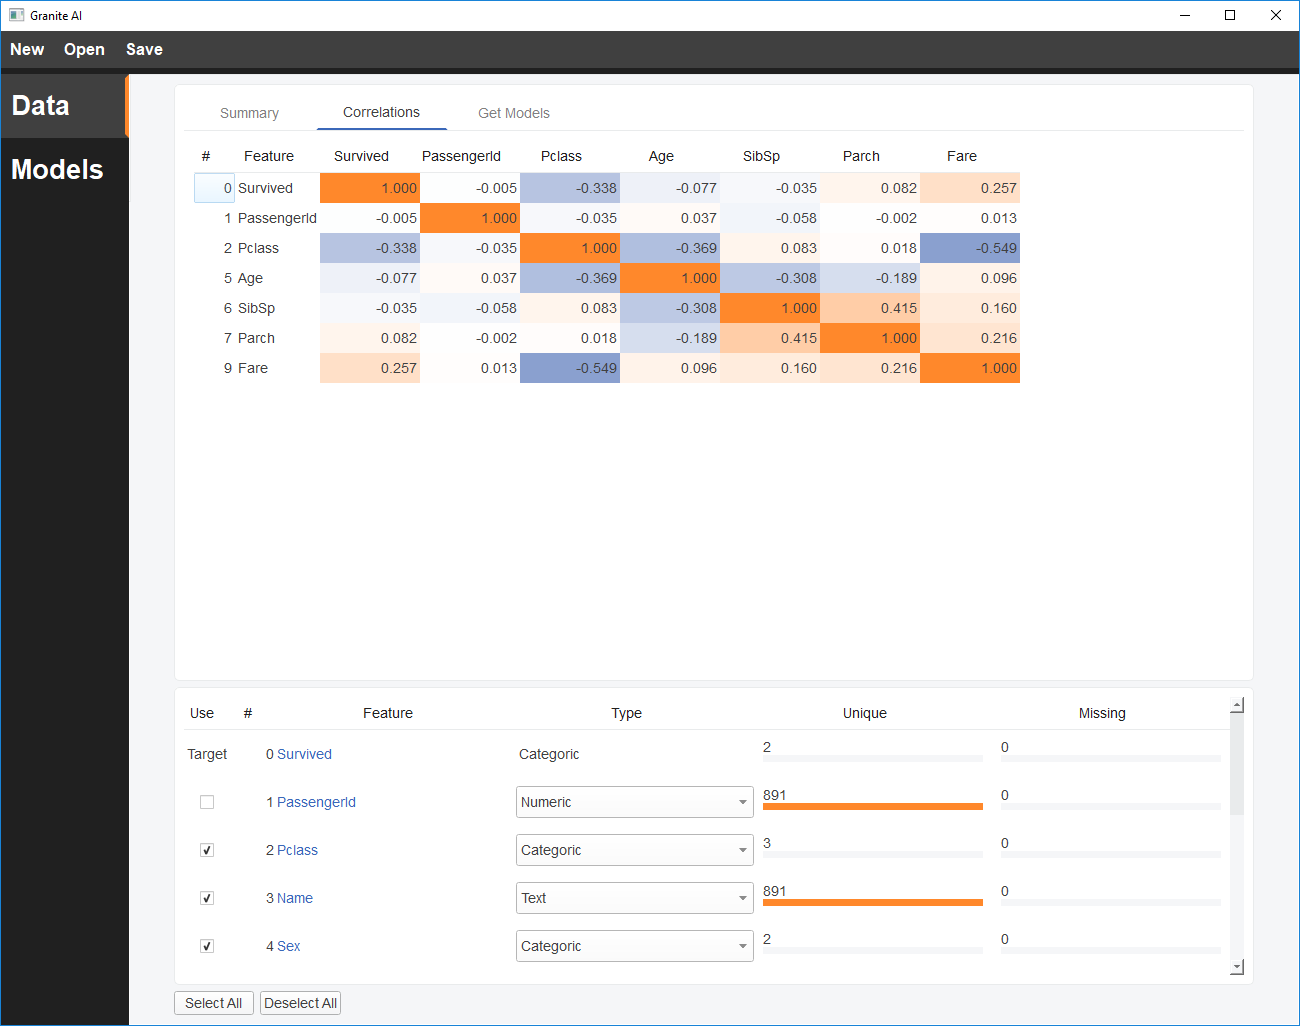 Granite AI
New Open Save
Data
Models
Summary Correlations Get Models
# Feature Survived PassengerId Pclass Age SibSp Parch Fare
0 Survived 1.000 -0.005 -0.338 -0.077 -0.035 0.082 0.257
1 PassengerId -0.005 1.000 -0.035 0.037 -0.058 -0.002 0.013
2 Pclass -0.338 -0.035 1.000 -0.369 0.083 0.018 -0.549
5 Age -0.077 0.037 -0.369 1.000 -0.308 -0.189 0.096
6 SibSp -0.035 -0.058 0.083 -0.308 1.000 0.415 0.160
7 Parch 0.082 -0.002 0.018 -0.189 0.415 1.000 0.216
9 Fare 0.257 0.013 -0.549 0.096 0.160 0.216 1.000
Use # Feature Type Unique Missing
Target 0 Survived Categoric 2 0
1 PassengerId Numeric 891 0
2 Pclass Categoric 3 0
3 Name Text 891 0
4 Sex Categoric 2 0
Select All Deselect All